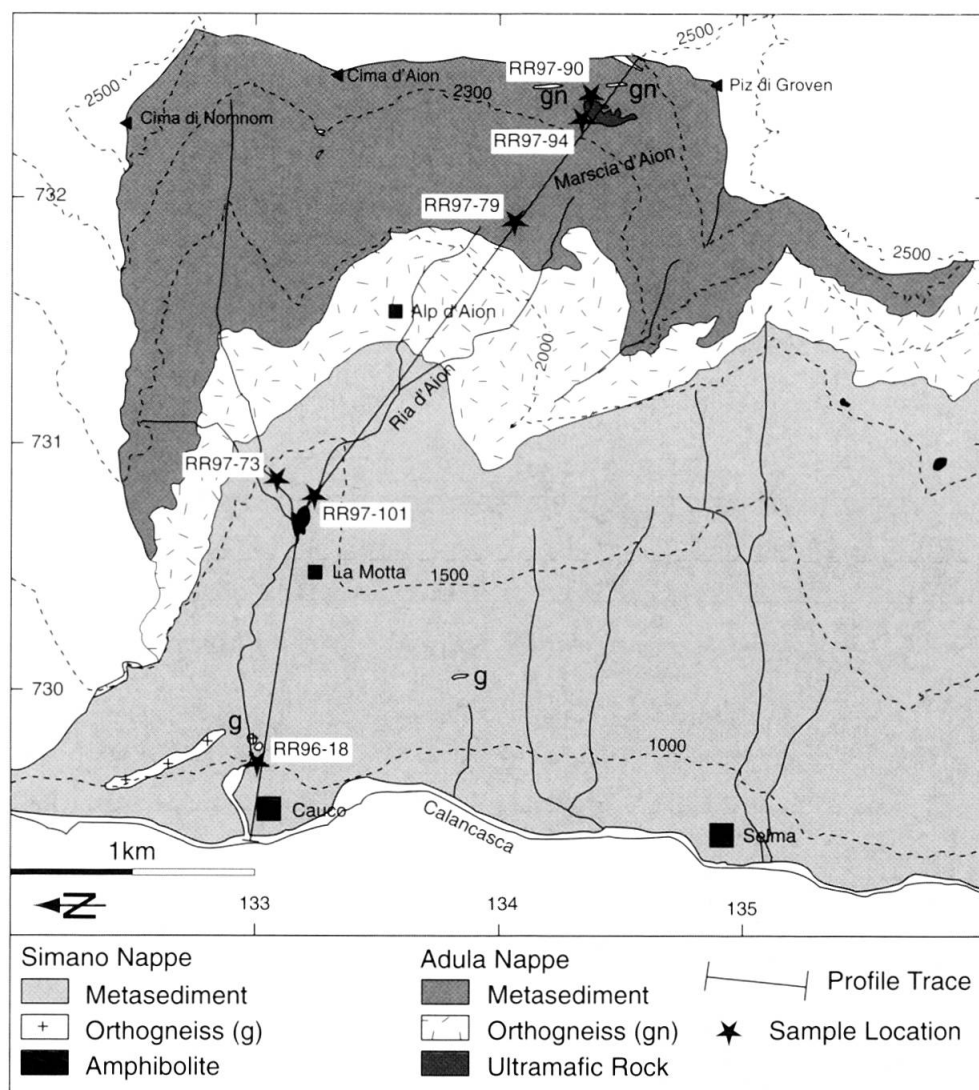 2500
RR97-90
Cima d'Aion
2500
gn
gn
Piz di Groven
2300
Cima di Nomnom
RR97-94
Marscia d'Aion
732
RR97-79
2500
Alp d'Aion
2000
Ria d'Aion
731
RR97-73
RR97-101
La Motta
1500
730
g
g
RR96-18
1000
Cauco
Calancasca
Selma
1km
N
133
134
135
Simano Nappe
Metasediment
Orthogneiss (g)
Amphibolite
Adula Nappe
Metasediment
Orthogneiss (gn)
Ultramafic Rock
Profile Trace
Sample Location